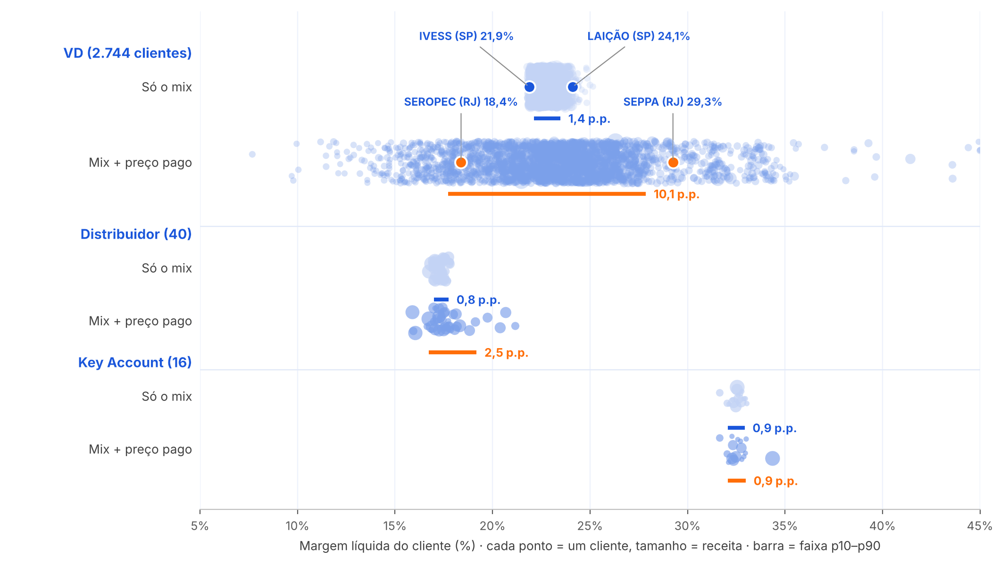 IVESS (SP) 21,9%
LAIÇÃO (SP) 24,1%
VD (2.744 clientes)
Só o mix
SEROPEC (RJ) 18,4%
SEPPA (RJ) 29,3%
1,4 p.p.
Mix + preço pago
10,1 p.p.
Distribuidor (40)
Só o mix
0,8 p.p.
Mix + preço pago
2,5 p.p.
Key Account (16)
Só o mix
0,9 p.p.
Mix + preço pago
0,9 p.p.
5% 10% 15% 20% 25% 30% 35% 40% 45%
Margem líquida do cliente (%) · cada ponto = um cliente, tamanho = receita · barra = faixa p10–p90